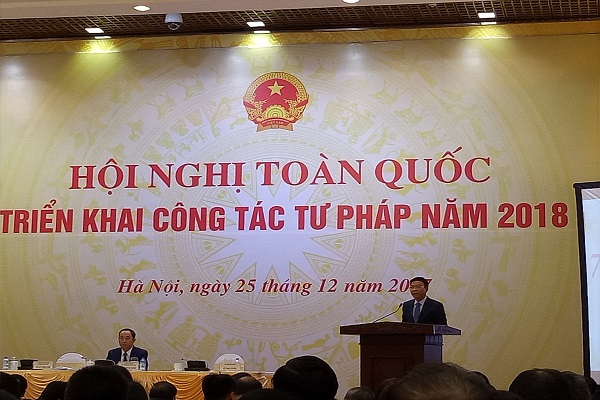 HỘI NGHỊ TOÀN QUỐC
TRIỂN KHAI CÔNG TÁC TƯ PHÁP NĂM 2018
Hà Nội, ngày 25 tháng 12 năm 2017